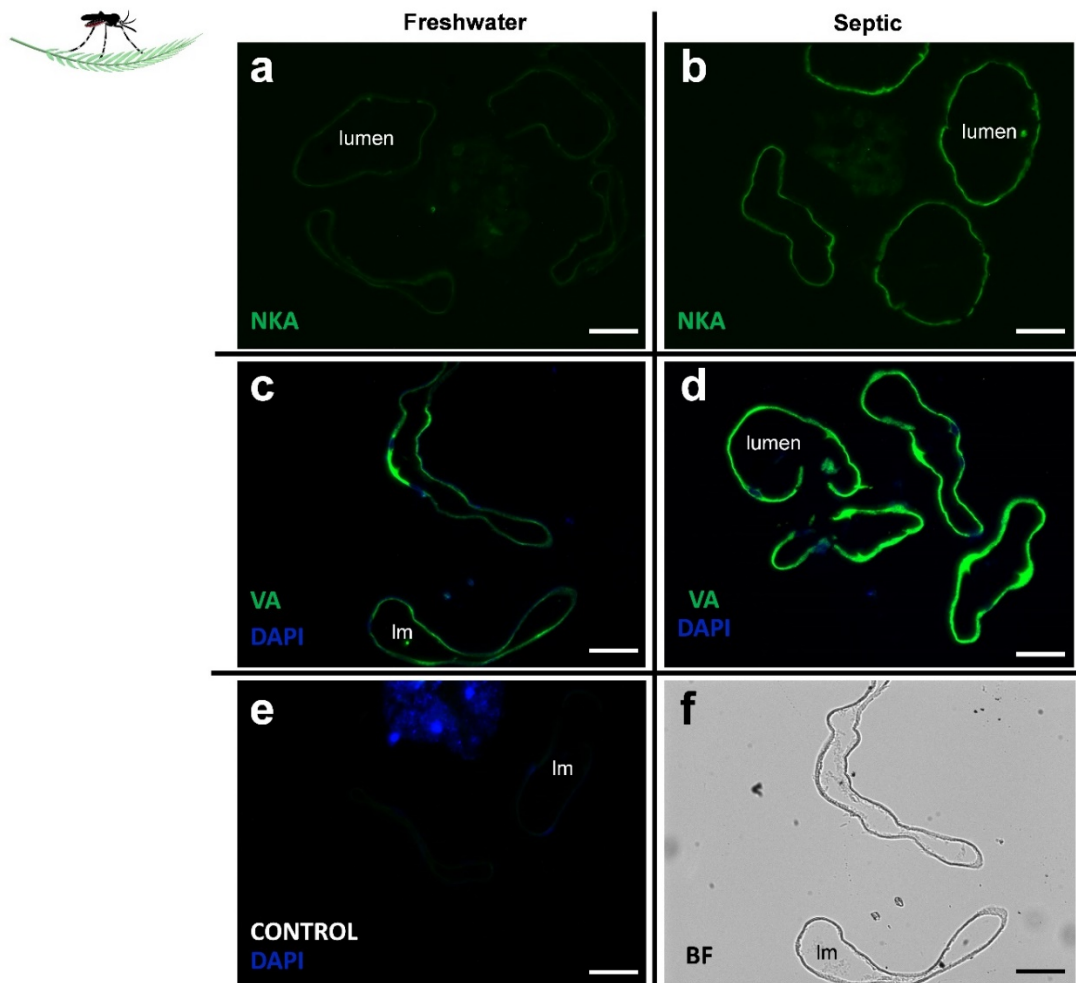 Freshwater
Septic
a
lumen
NKA
b
lumen
NKA
c
VA
DAPI
lm
d
lumen
VA
DAPI
e
lm
CONTROL
DAPI
f
BF
lm